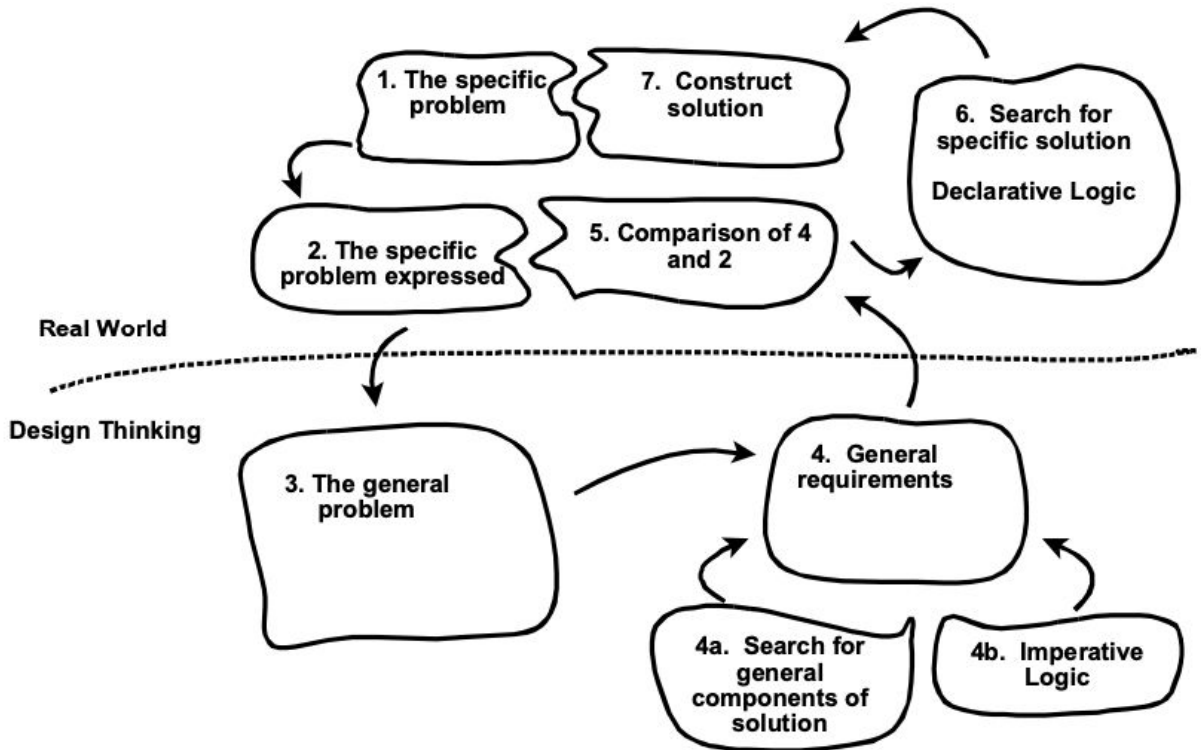 1. The specific
problem
7. Construct
solution
6. Search for
specific solution
Declarative Logic
2. The specific
problem expressed
5. Comparison of 4
and 2
Real World
Design Thinking
3. The general
problem
4. General
requirements
4a. Search for
general
components of
solution
4b. Imperative
Logic